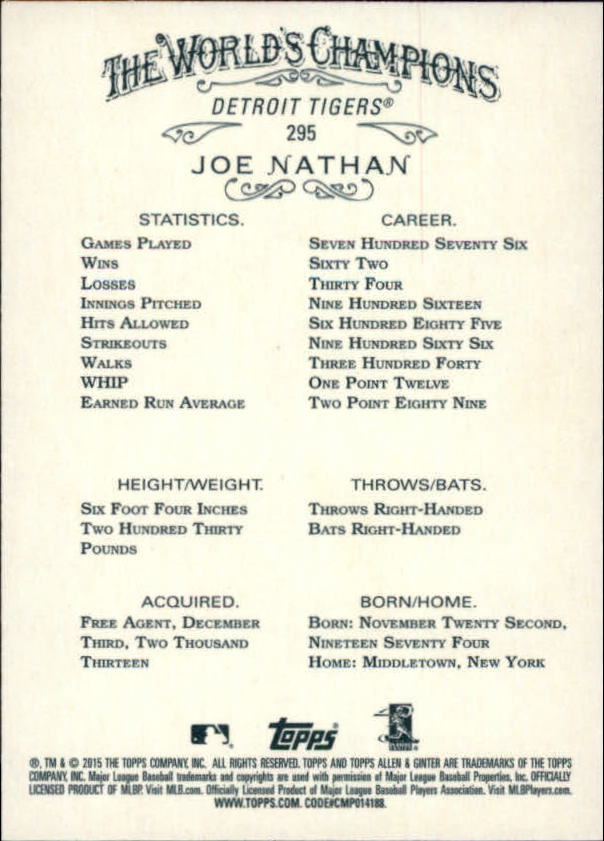 THE WORLD'S CHAMPIONS
DETROIT TIGERS®
295
JOE NATHAN
STATISTICS.
GAMES PLAYED
WINS
LOSSES
INNINGS PITCHED
HITS ALLOWED
STRIKEOUTS
WALKS
WHIP
EARNED RUN AVERAGE
CAREER.
SEVEN HUNDRED SEVENTY SIX
SIXTY TWO
THIRTY FOUR
NINE HUNDRED SIXTEEN
SIX HUNDRED EIGHTY FIVE
NINE HUNDRED SIXTY SIX
THREE HUNDRED FORTY
ONE POINT TWELVE
TWO POINT EIGHTY NINE
HEIGHT/WEIGHT.
SIX FOOT FOUR INCHES
TWO HUNDRED THIRTY
POUNDS
THROWS/BATS.
THROWS RIGHT-HANDED
BATS RIGHT-HANDED
ACQUIRED.
FREE AGENT, DECEMBER
THIRD, TWO THOUSAND
THIRTEEN
BORN/HOME.
BORN: NOVEMBER TWENTY SECOND,
NINETEEN SEVENTY FOUR
HOME: MIDDLETOWN, NEW YORK
Topps
®, TM & © 2015 THE TOPPS COMPANY, INC. ALL RIGHTS RESERVED. TOPPS AND TOPPS ALLEN & GINTER ARE TRADEMARKS OF THE TOPPS
COMPANY, INC. Major League Baseball trademarks and copyrights are used with permission of Major League Baseball Properties, Inc. OFFICIALLY
LICENSED PRODUCT OF MLBP. Visit MLB.com. Officially Licensed Product of Major League Baseball Players Association. Visit MLBPlayers.com.
WWW.TOPPS.COM. CODE#CMP014188.